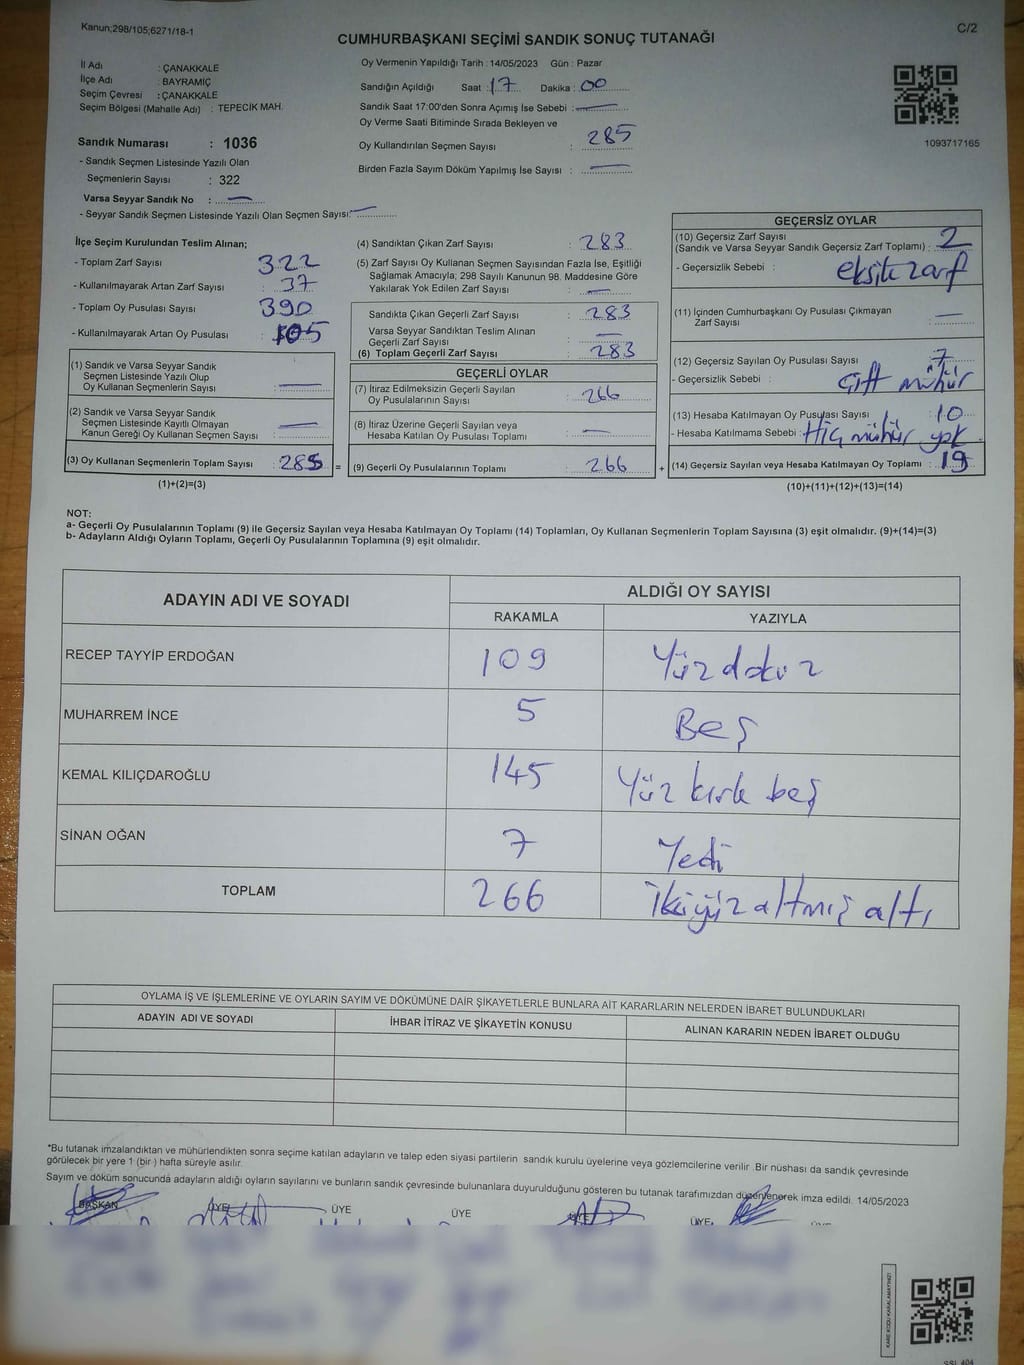 Kanun;298/105;6271/18-1
C/2
CUMHURBAŞKANI SEÇİMİ SANDIK SONUÇ TUTANAĞI
İl Adı : ÇANAKKALE
İlçe Adı : BAYRAMİÇ
Seçim Çevresi : ÇANAKKALE
Seçim Bölgesi (Mahalle Adı) : TEPECİK MAH.
Sandık Numarası : 1036
- Sandık Seçmen Listesinde Yazılı Olan
Seçmenlerin Sayısı : 322
Varsa Seyyar Sandık No : —
- Seyyar Sandık Seçmen Listesinde Yazılı Olan Seçmen Sayısı: —
Oy Vermenin Yapıldığı Tarih : 14/05/2023 Gün : Pazar
Sandığın Açıldığı Saat : 17 Dakika : 00
Sandık Saat 17:00'den Sonra Açımış İse Sebebi : —
Oy Verme Saati Bitiminde Sırada Bekleyen ve
Oy Kullandırılan Seçmen Sayısı : 285
Birden Fazla Sayım Döküm Yapılmış İse Sayısı : —
1093717165
İlçe Seçim Kurulundan Teslim Alınan;
- Toplam Zarf Sayısı 322
- Kullanılmayarak Artan Zarf Sayısı : 37
- Toplam Oy Pusulası Sayısı 390
- Kullanılmayarak Artan Oy Pusulası : 105
(1) Sandık ve Varsa Seyyar Sandık
Seçmen Listesinde Yazılı Olup
Oy Kullanan Seçmenlerin Sayısı : —
(2) Sandık ve Varsa Seyyar Sandık
Seçmen Listesinde Kayıtlı Olmayan
Kanun Gereği Oy Kullanan Seçmen Sayısı : —
(3) Oy Kullanan Seçmenlerin Toplam Sayısı : 285 =
(1)+(2)=(3)
(4) Sandıktan Çıkan Zarf Sayısı : 283
(5) Zarf Sayısı Oy Kullanan Seçmen Sayısından Fazla İse, Eşitliği
Sağlamak Amacıyla; 298 Sayılı Kanunun 98. Maddesine Göre
Yakılarak Yok Edilen Zarf Sayısı : —
Sandıkta Çıkan Geçerli Zarf Sayısı : 283
Varsa Seyyar Sandıktan Teslim Alınan
Geçerli Zarf Sayısı : —
(6) Toplam Geçerli Zarf Sayısı : 283
GEÇERLİ OYLAR
(7) İtiraz Edilmeksizin Geçerli Sayılan
Oy Pusulalarının Sayısı : 266
(8) İtiraz Üzerine Geçerli Sayılan veya
Hesaba Katılan Oy Pusulası Toplamı : —
(9) Geçerli Oy Pusulalarının Toplamı : 266 +
GEÇERSİZ OYLAR
(10) Geçersiz Zarf Sayısı
(Sandık ve Varsa Seyyar Sandık Geçersiz Zarf Toplamı) : 2
- Geçersizlik Sebebi : eksik zarf
(11) İçinden Cumhurbaşkanı Oy Pusulası Çıkmayan
Zarf Sayısı : —
(12) Geçersiz Sayılan Oy Pusulası Sayısı : 7
- Geçersizlik Sebebi : Çift mühür
(13) Hesaba Katılmayan Oy Pusulası Sayısı : 10
- Hesaba Katılmama Sebebi : Hiç mühür yok
(14) Geçersiz Sayılan veya Hesaba Katılmayan Oy Toplamı : 19
(10)+(11)+(12)+(13)=(14)
NOT:
a- Geçerli Oy Pusulalarının Toplamı (9) ile Geçersiz Sayılan veya Hesaba Katılmayan Oy Toplamı (14) Toplamları, Oy Kullanan Seçmenlerin Toplam Sayısına (3) eşit olmalıdır. (9)+(14)=(3)
b- Adayların Aldığı Oyların Toplamı, Geçerli Oy Pusulalarının Toplamına (9) eşit olmalıdır.
ADAYIN ADI VE SOYADI
ALDIĞI OY SAYISI
RAKAMLA YAZIYLA
RECEP TAYYİP ERDOĞAN 109 Yüz dokuz
MUHARREM İNCE 5 Beş
KEMAL KILIÇDAROĞLU 145 Yüz kırk beş
SİNAN OĞAN 7 Yedi
TOPLAM 266 İkiyüz altmış altı
OYLAMA İŞ VE İŞLEMLERİNE VE OYLARIN SAYIM VE DÖKÜMÜNE DAİR ŞİKAYETLERLE BUNLARA AİT KARARLARIN NELERDEN İBARET BULUNDUKLARI
ADAYIN ADI VE SOYADI İHBAR İTİRAZ VE ŞİKAYETİN KONUSU ALINAN KARARIN NEDEN İBARET OLDUĞU
*Bu tutanak imzalandıktan ve mühürlendikten sonra seçime katılan adayların ve talep eden siyasi partilerin sandık kurulu üyelerine veya gözlemcilerine verilir .Bir nüshası da sandık çevresinde
görülecek bir yere 1 (bir ) hafta süreyle asılır.
Sayım ve döküm sonucunda adayların aldığı oyların sayılarını ve bunların sandık çevresinde bulunanlara duyurulduğunu gösteren bu tutanak tarafımızdan düzenlenerek imza edildi. 14/05/2023
BAŞKAN ÜYE ÜYE ÜYE ÜYE ÜYE
KARE KODU KARALAMAYINIZ!